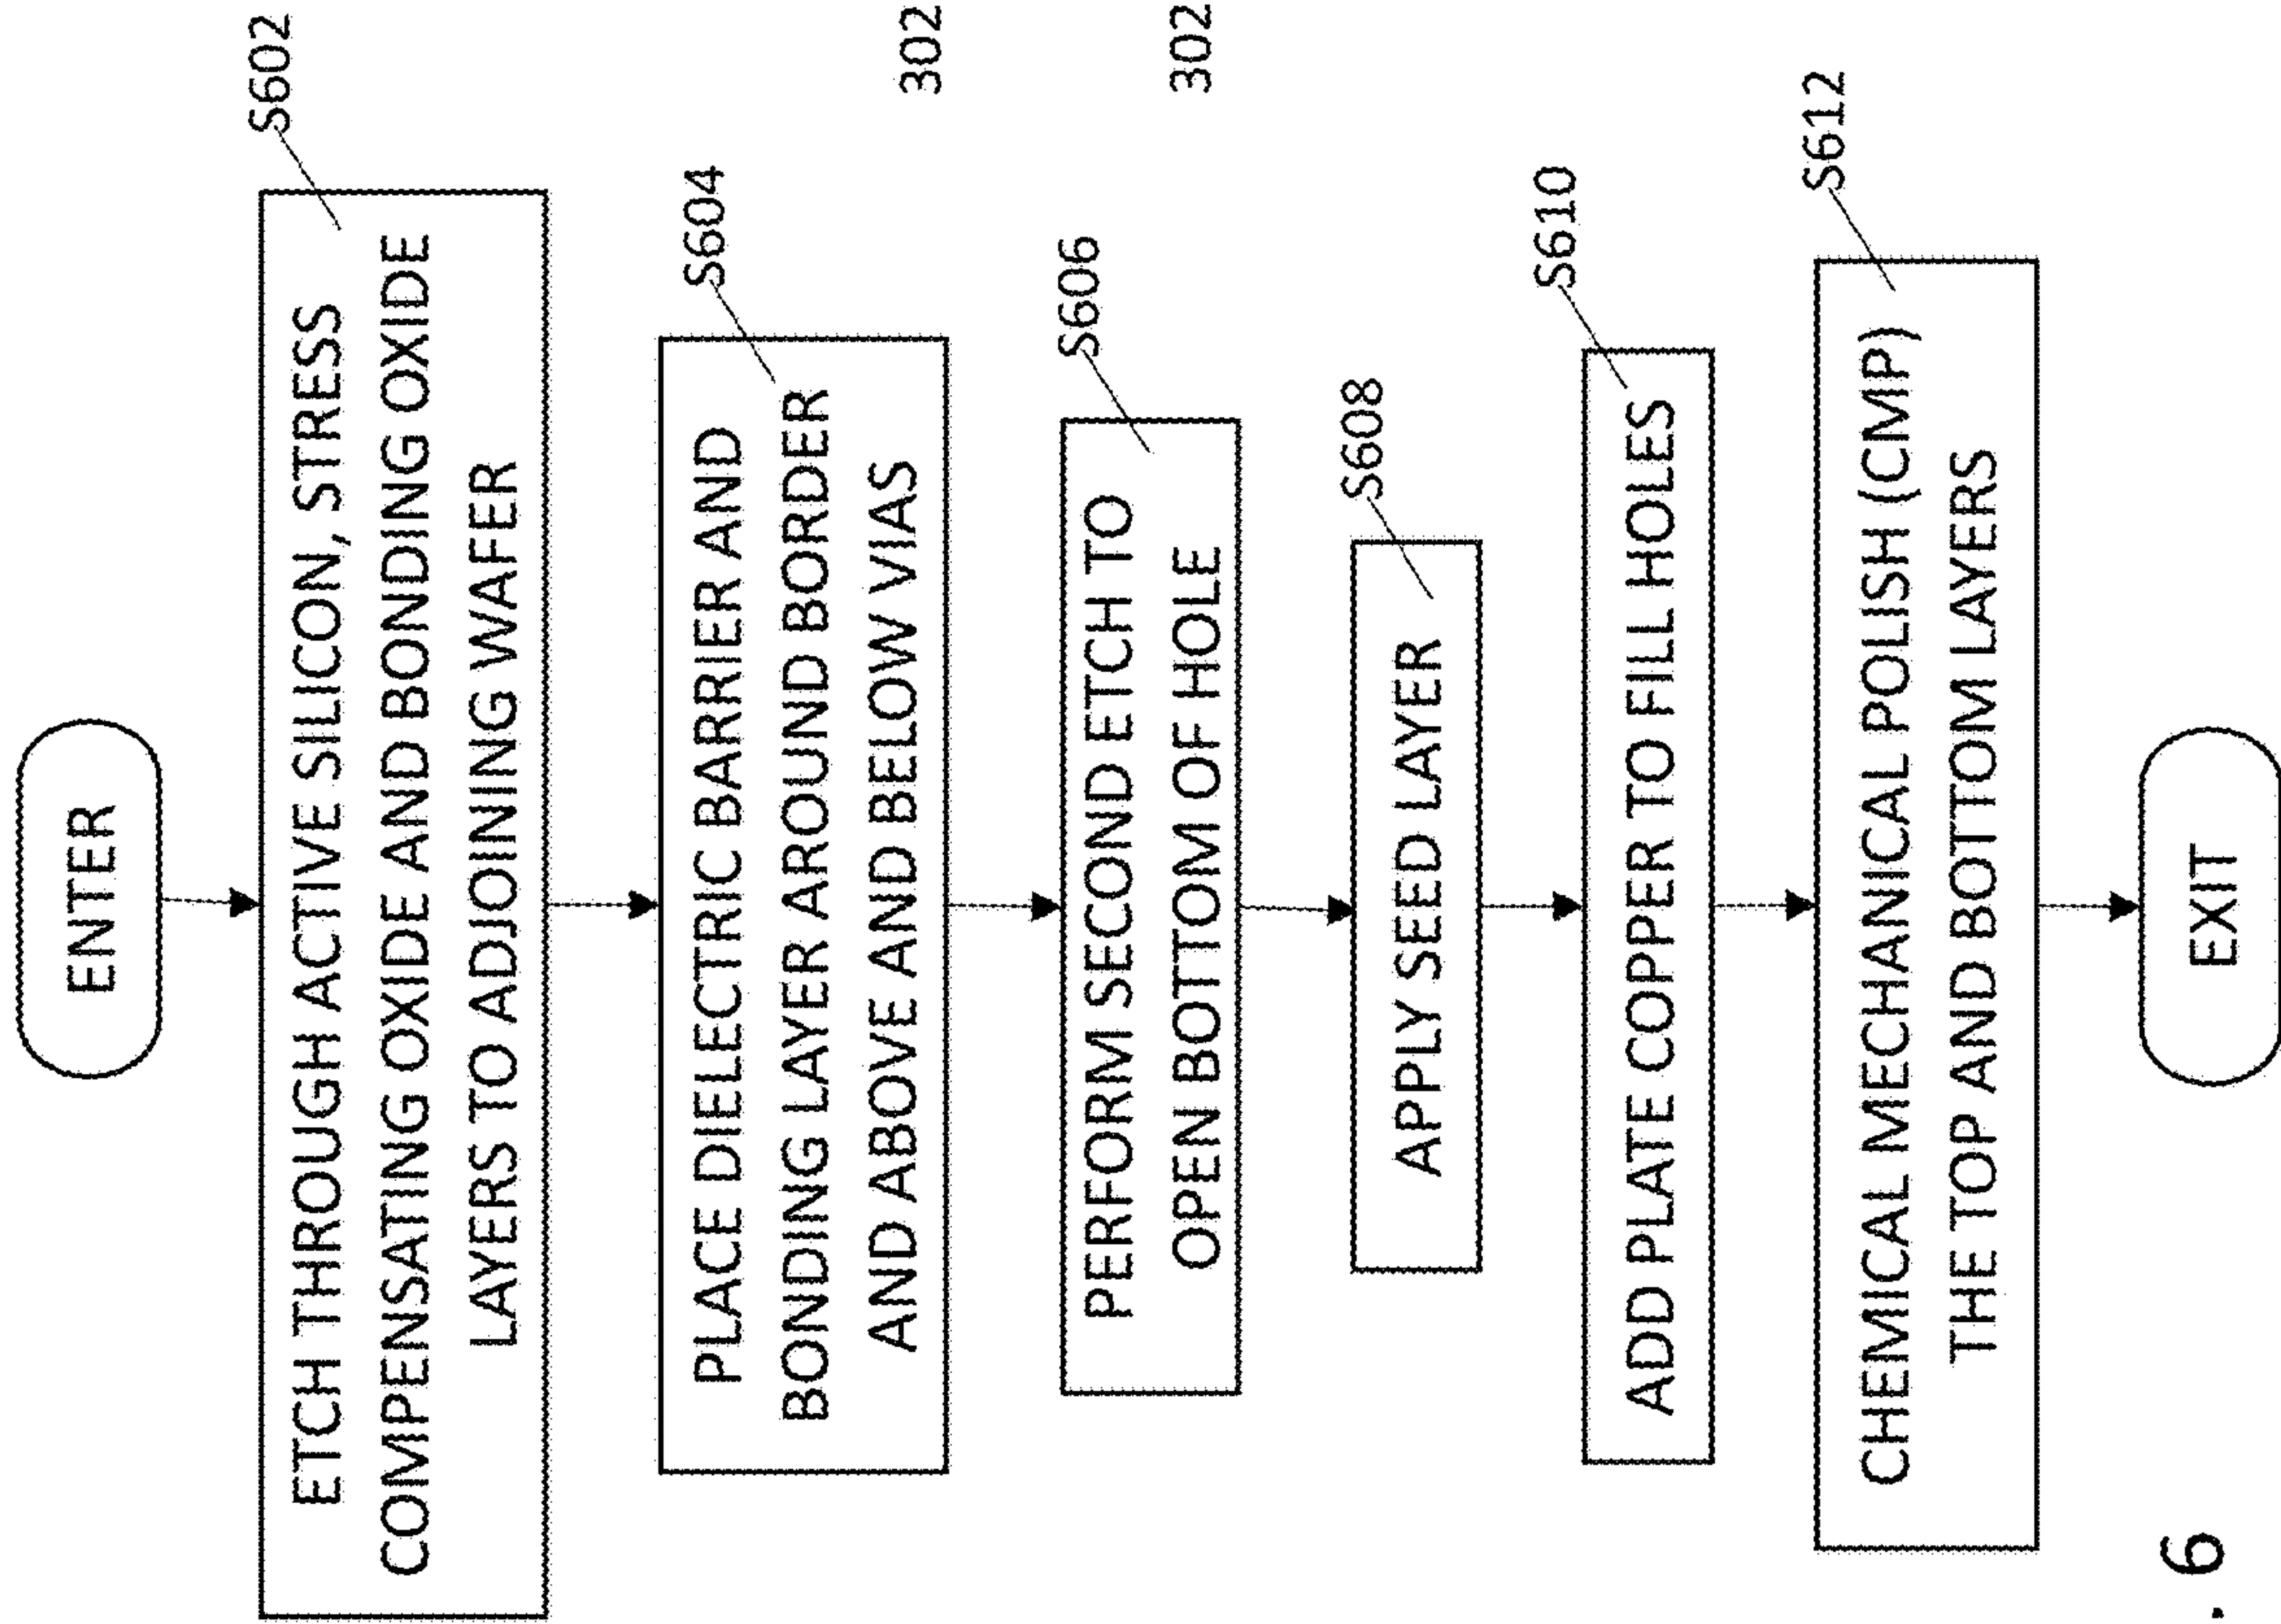 ENTER
S602
ETCH THROUGH ACTIVE SILICON, STRESS
COMPENSATING OXIDE AND BONDING OXIDE
LAYERS TO ADJOINING WAFER
S604
PLACE DIELECTRIC BARRIER AND
BONDING LAYER AROUND BORDER
AND ABOVE AND BELOW VIAS
302
S606
PERFORM SECOND ETCH TO
OPEN BOTTOM OF HOLE
302
S608
APPLY SEED LAYER
S610
ADD PLATE COPPER TO FILL HOLES
S612
CHEMICAL MECHANICAL POLISH (CMP)
THE TOP AND BOTTOM LAYERS
EXIT
. 6